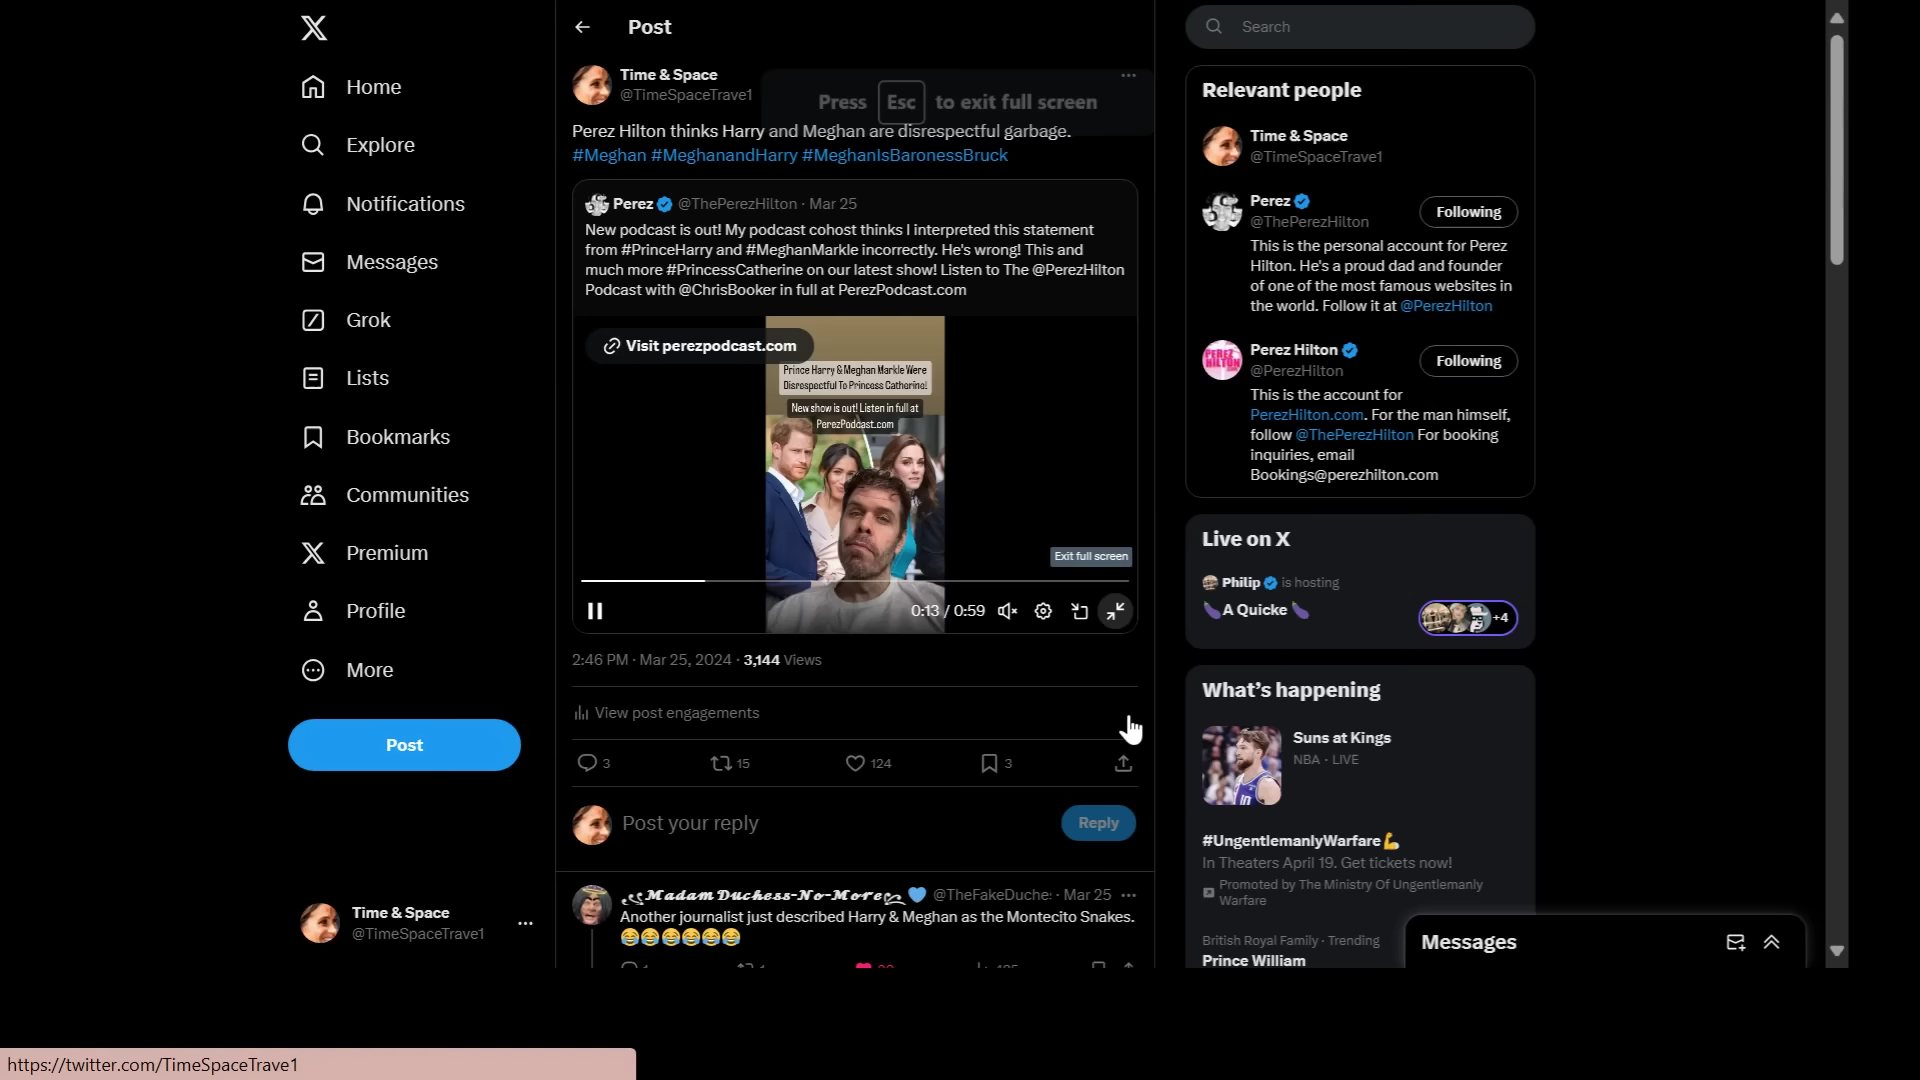 Home
Explore
Notifications
Messages
Grok
Lists
Bookmarks
Communities
Premium
Profile
More
Post
Time & Space
@TimeSpaceTrave1
Post
Time & Space
@TimeSpaceTrave1
Press Esc to exit full screen
Perez Hilton thinks Harry and Meghan are disrespectful garbage.
#Meghan #MeghanandHarry #MeghanIsBaronessBruck
Perez @ThePerezHilton · Mar 25
New podcast is out! My podcast cohost thinks I interpreted this statement
from #PrinceHarry and #MeghanMarkle incorrectly. He's wrong! This and
much more #PrincessCatherine on our latest show! Listen to The @PerezHilton
Podcast with @ChrisBooker in full at PerezPodcast.com
Visit perezpodcast.com
Prince Harry & Meghan Markle Were
Disrespectful To Princess Catherine!
New show is out! Listen in full at
PerezPodcast.com
Exit full screen
0:13 / 0:59
2:46 PM · Mar 25, 2024 · 3,144 Views
View post engagements
3 15 124 3
Post your reply
Reply
Madam Duchess-No-More 💙 @TheFakeDuche: · Mar 25
Another journalist just described Harry & Meghan as the Montecito Snakes.
😂😂😂😂😂😂
Search
Relevant people
Time & Space
@TimeSpaceTrave1
Perez
@ThePerezHilton
Following
This is the personal account for Perez
Hilton. He's a proud dad and founder
of one of the most famous websites in
the world. Follow it at @PerezHilton
Perez Hilton
@PerezHilton
Following
PEREZ HILTON
This is the account for
PerezHilton.com. For the man himself,
follow @ThePerezHilton For booking
inquiries, email
Bookings@perezhilton.com
Live on X
Philip is hosting
🍆A Quicke 🍆
+4
What's happening
Suns at Kings
NBA · LIVE
#UngentlemanlyWarfare💪
In Theaters April 19. Get tickets now!
Promoted by The Ministry Of Ungentlemanly
Warfare
British Royal Family · Trending
Prince William
Messages
https://twitter.com/TimeSpaceTrave1